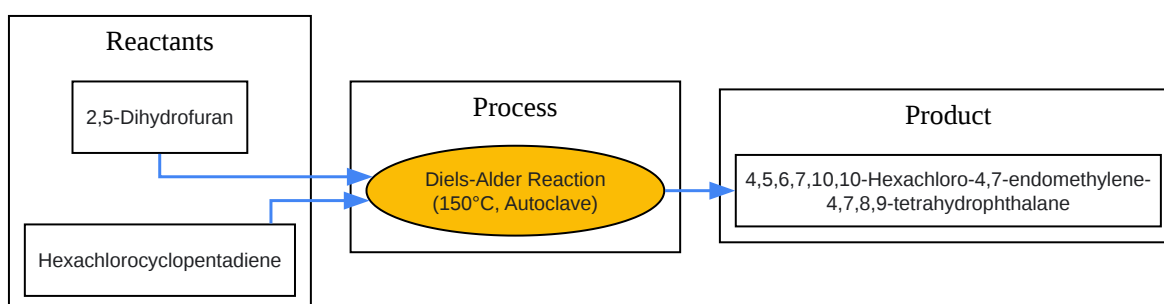 Reactants
2,5-Dihydrofuran
Hexachlorocyclopentadiene
Process
Diels-Alder Reaction
(150°C, Autoclave)
Product
4,5,6,7,10,10-Hexachloro-4,7-endomethylene-
4,7,8,9-tetrahydrophthalane